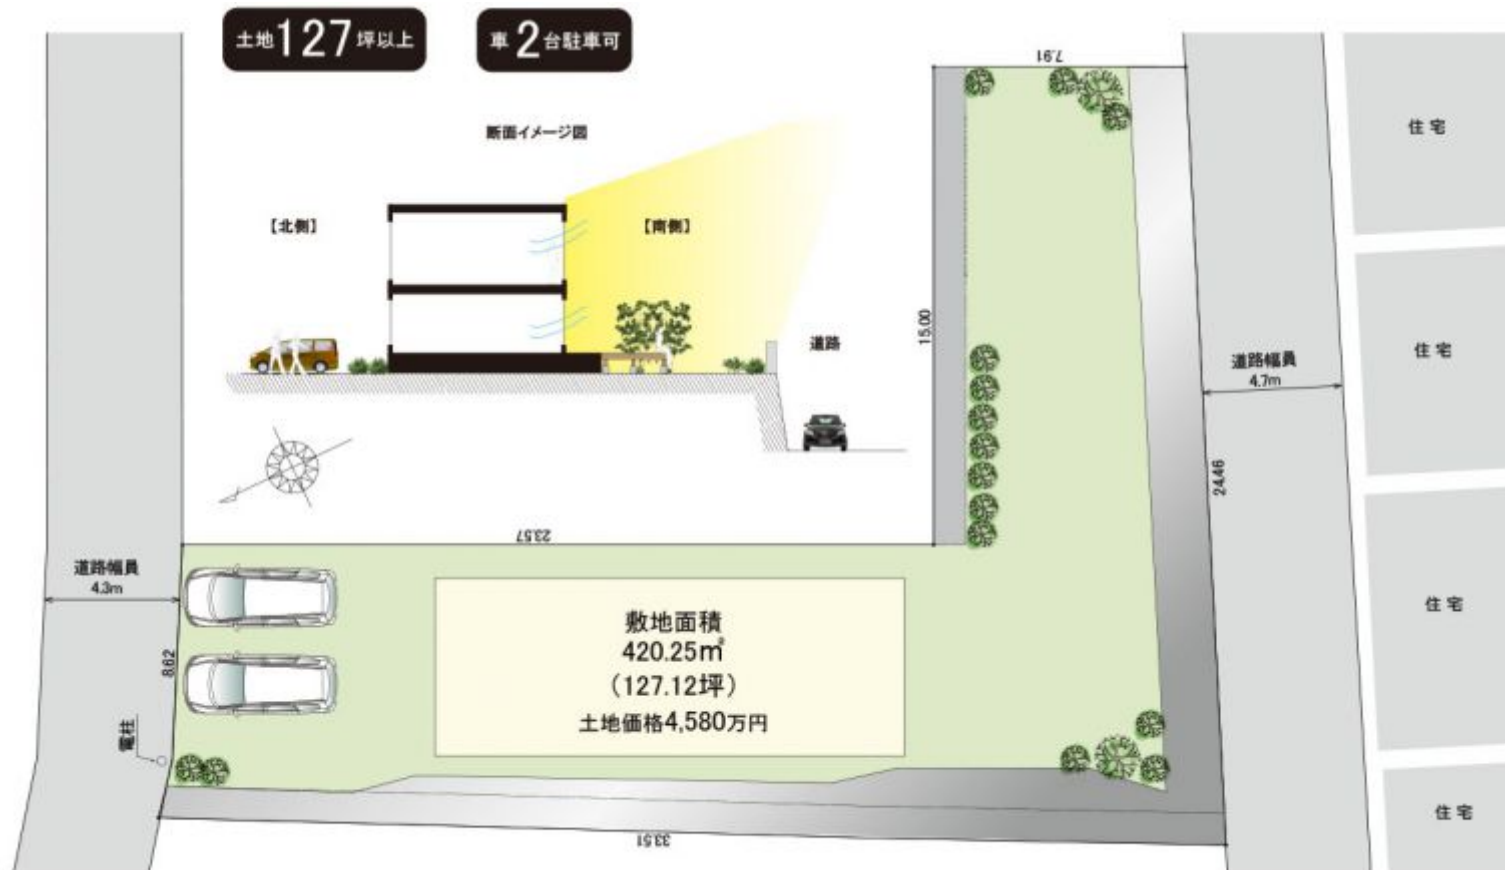 土地127坪以上
車2台駐車可
断面イメージ図
【北側】
【南側】
道路
7.91
15.00
23.57
道路幅員
4.3m
8.62
電柱
敷地面積
420.25㎡
（127.12坪）
土地価格4,580万円
33.51
24.46
道路幅員
4.7m
住宅
住宅
住宅
住宅